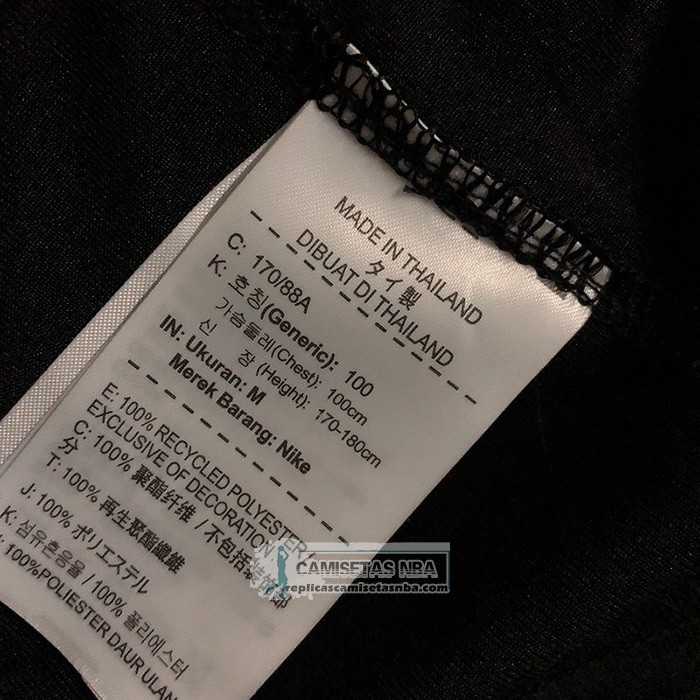 MADE IN THAILAND
タイ製
DIBUAT DI THAILAND
C: 170/88A
K: 호칭(Generic): 100
가슴둘레(Chest): 100cm
신 장 (Height): 170-180cm
IN: Ukuran: M
Merek Barang: Nike
E: 100% RECYCLED POLYESTER /
EXCLUSIVE OF DECORATION
C: 100% 聚酯纤维 / 不包括装饰部
分
T: 100% 再生聚酯纖維
J: 100% ポリエステル
K: 섬유혼용율 / 100% 폴리에스터
100%POLIESTER DAUR ULAN
CAMISETAS NBA
replicascamisetasnba.com